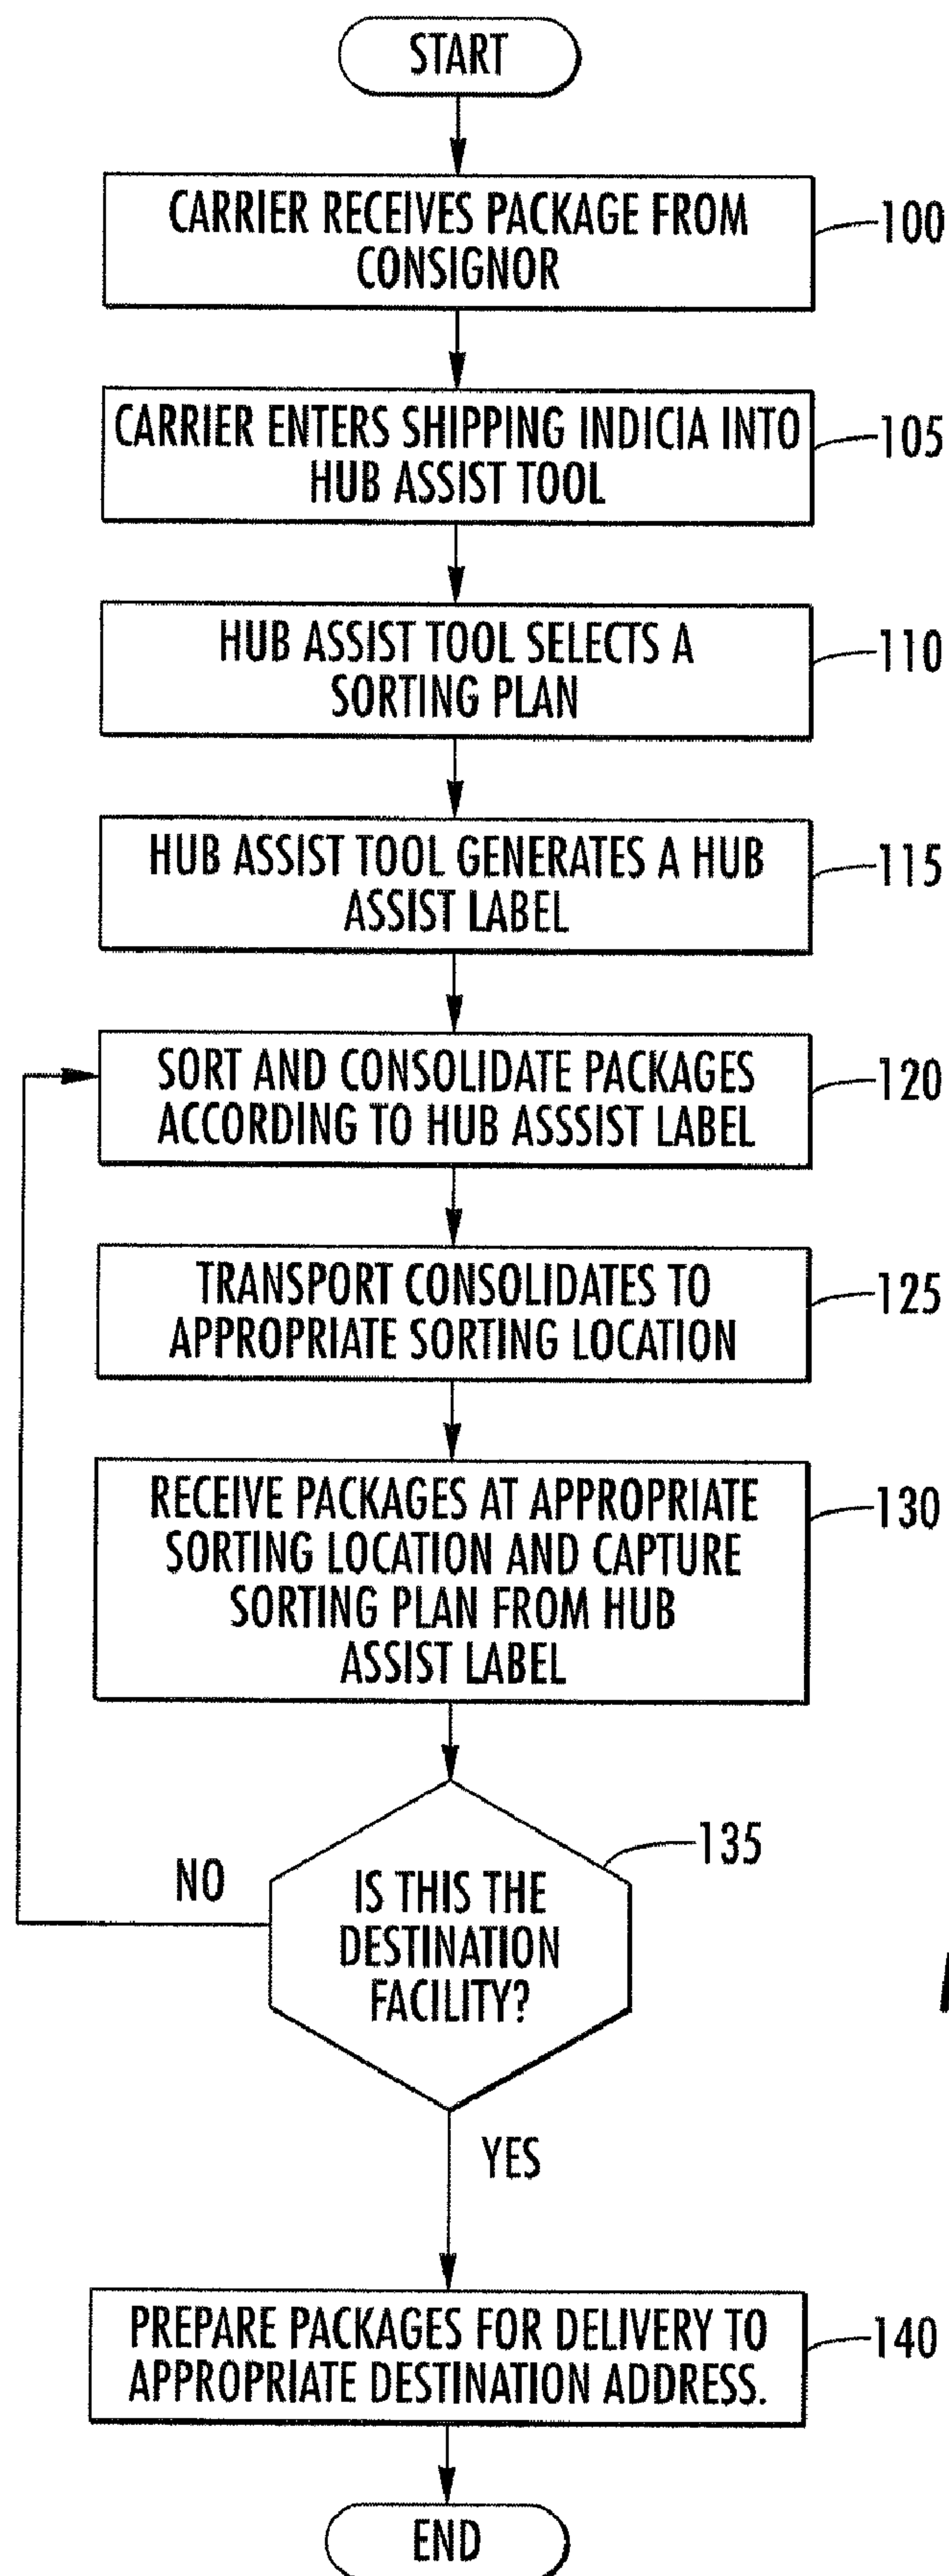 START
CARRIER RECEIVES PACKAGE FROM
CONSIGNOR
100
CARRIER ENTERS SHIPPING INDICIA INTO
HUB ASSIST TOOL
105
HUB ASSIST TOOL SELECTS A
SORTING PLAN
110
HUB ASSIST TOOL GENERATES A HUB
ASSIST LABEL
115
SORT AND CONSOLIDATE PACKAGES
ACCORDING TO HUB ASSSIST LABEL
120
TRANSPORT CONSOLIDATES TO
APPROPRIATE SORTING LOCATION
125
RECEIVE PACKAGES AT APPROPRIATE
SORTING LOCATION AND CAPTURE
SORTING PLAN FROM HUB
ASSIST LABEL
130
135
NO
IS THIS THE
DESTINATION
FACILITY?
YES
PREPARE PACKAGES FOR DELIVERY TO
APPROPRIATE DESTINATION ADDRESS.
140
END